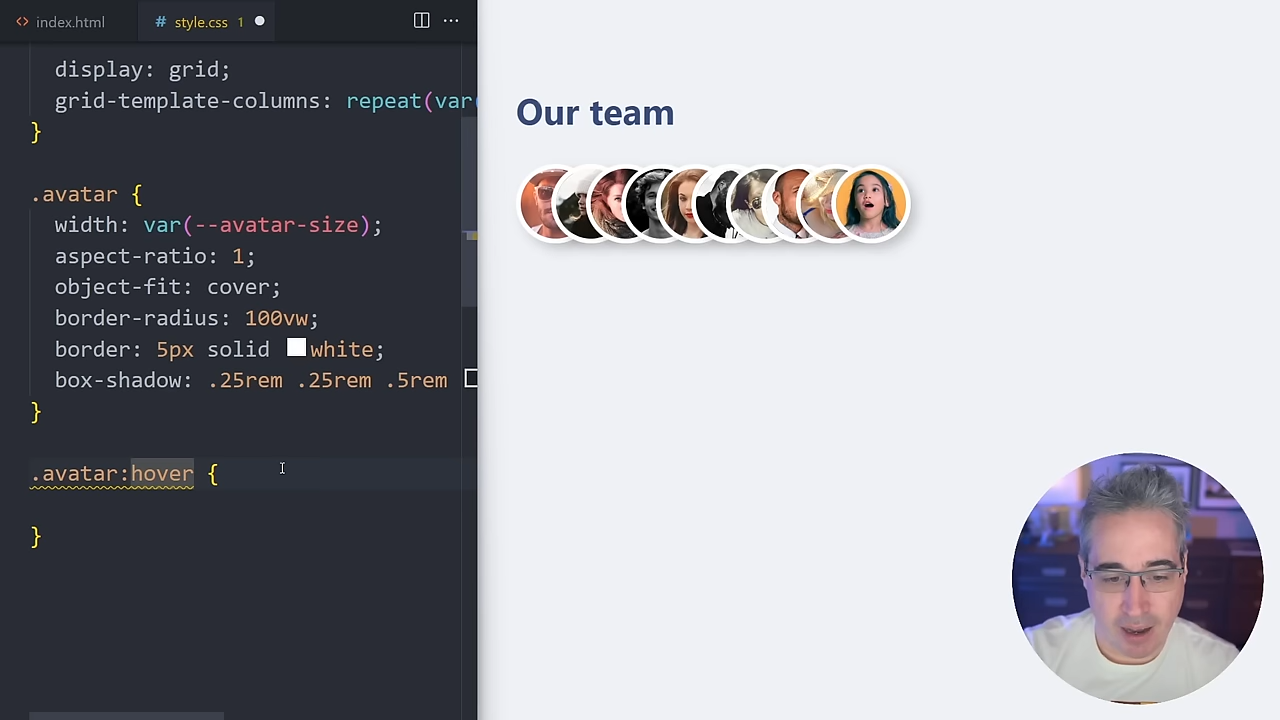 index.html
# style.css 1
display: grid;
grid-template-columns: repeat(var(
}
.avatar {
width: var(--avatar-size);
aspect-ratio: 1;
object-fit: cover;
border-radius: 100vw;
border: 5px solid white;
box-shadow: .25rem .25rem .5rem
}
.avatar:hover {
}
Our team